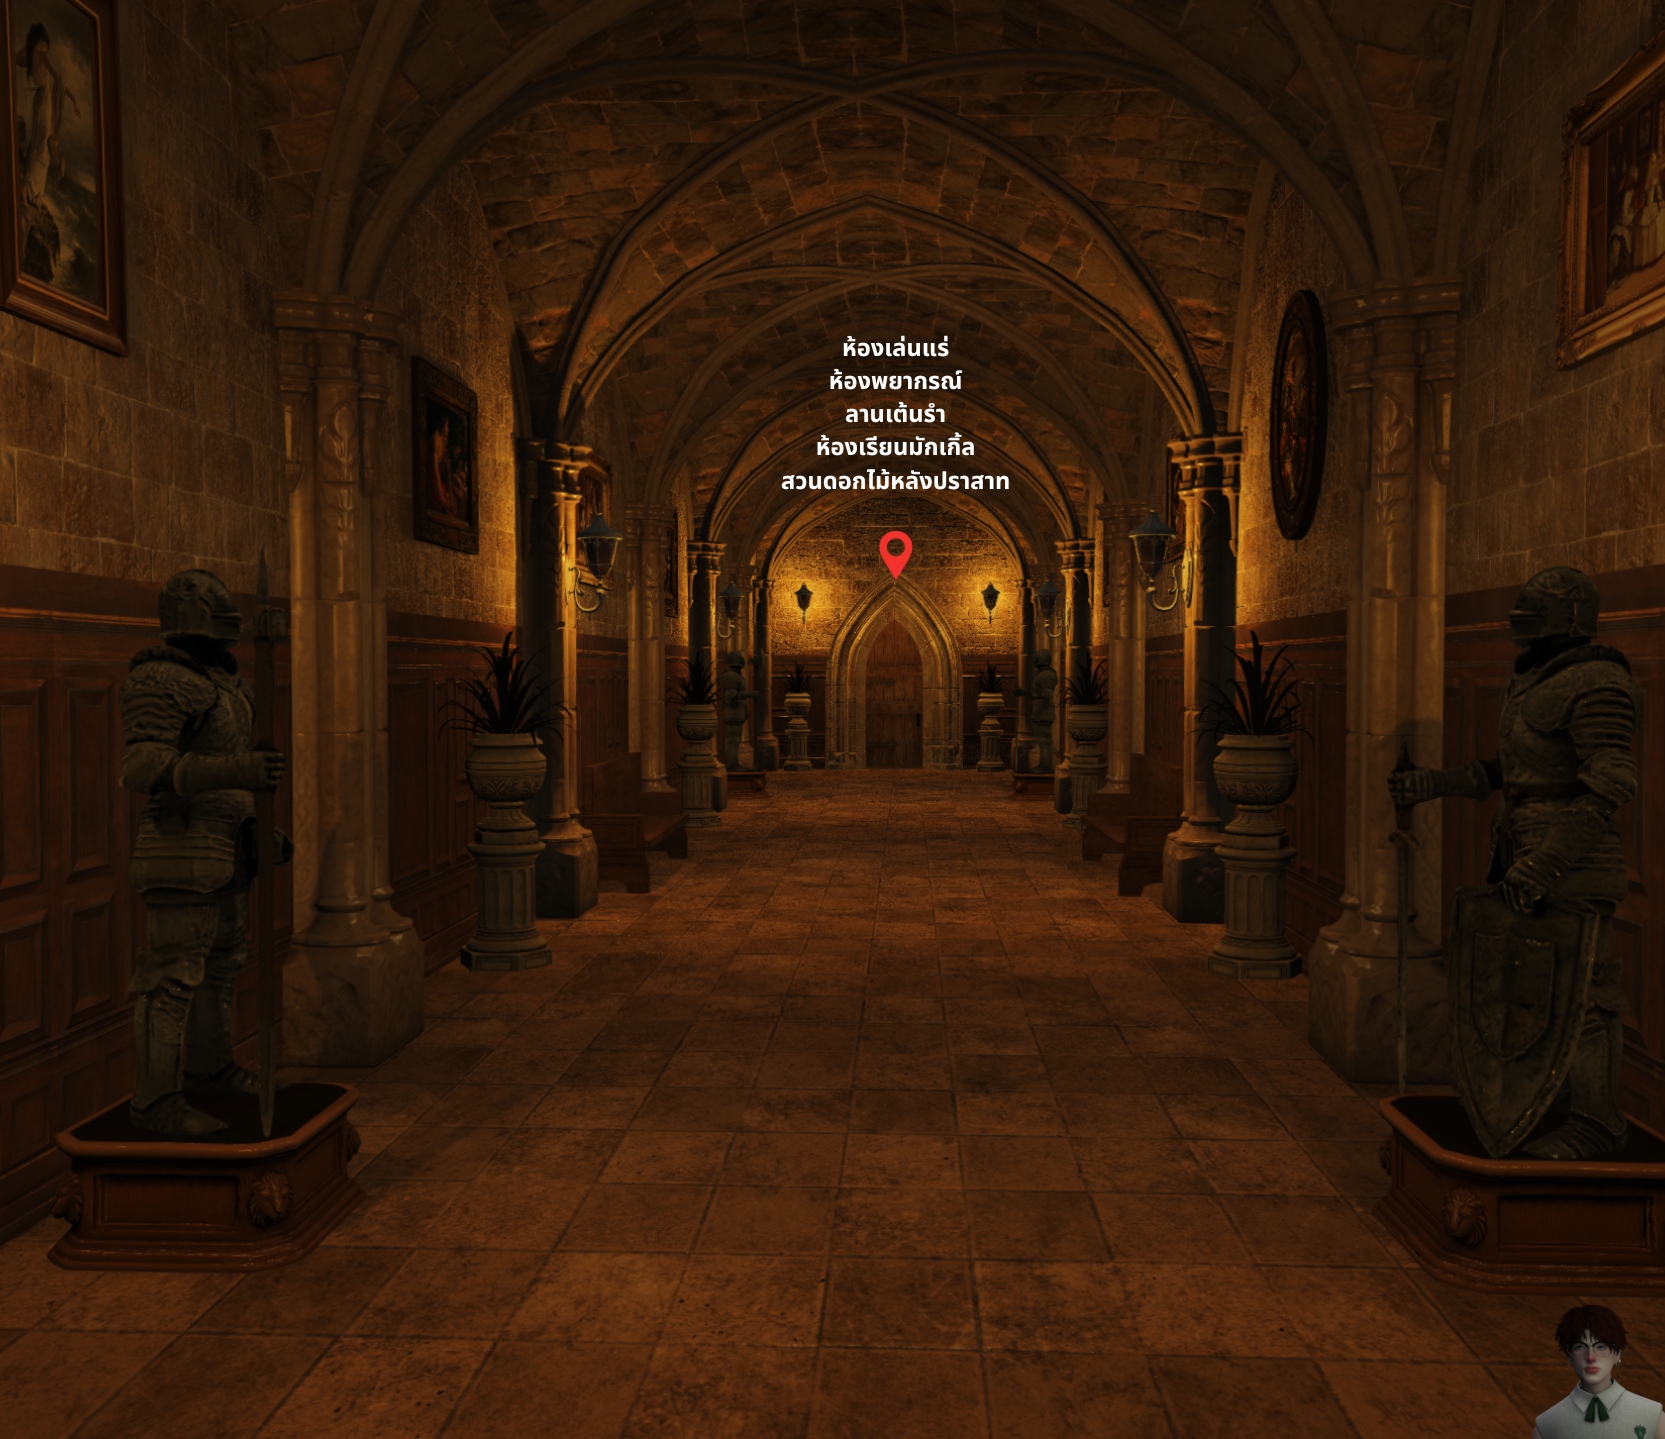 ห้องเล่นแร่
ห้องพยากรณ์
ลานเต้นรำ
ห้องเรียนมักเกิ้ล
สวนดอกไม้หลังปราสาท